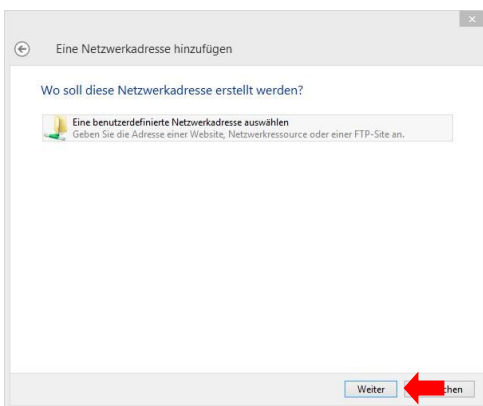 Eine Netzwerkadresse hinzufügen
Wo soll diese Netzwerkadresse erstellt werden?
Eine benutzerdefinierte Netzwerkadresse auswählen
Geben Sie die Adresse einer Website, Netzwerkressource oder einer FTP-Site an.
Weiter